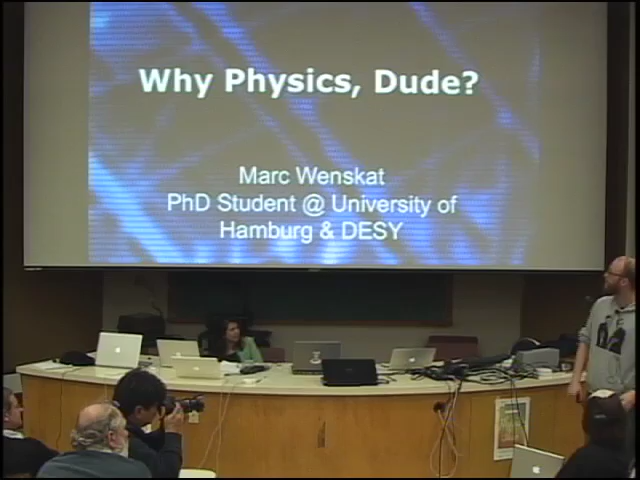 Why Physics, Dude?
Marc Wenskat
PhD Student @ University of
Hamburg & DESY